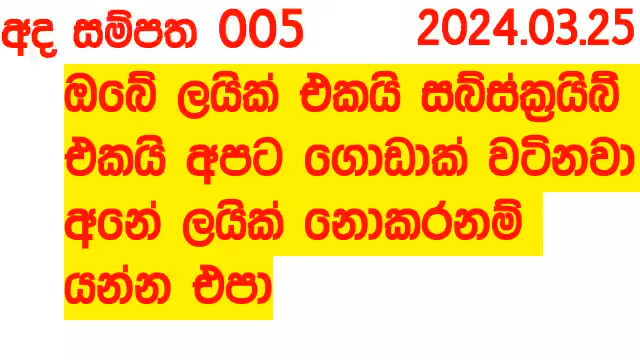 අද සම්පත 005 2024.03.25
ඔබේ ලයික් එකයි සබ්ස්ක්‍රයිබ්
එකයි අපට ගොඩාක් වටිනවා
අනේ ලයික් නොකරනම්
යන්න එපා